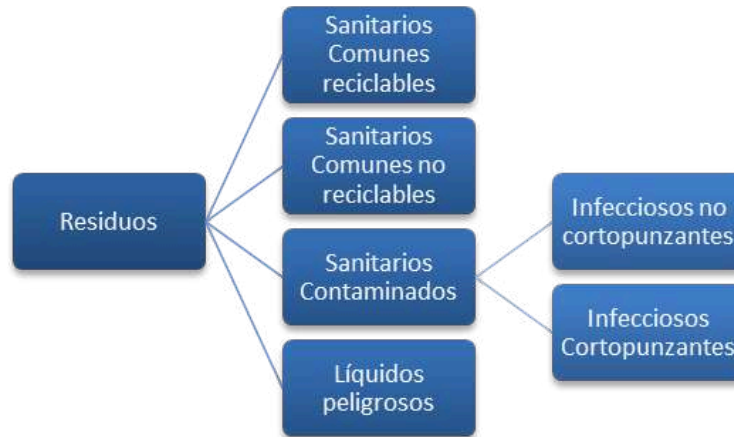 Sanitarios
Comunes
reciclables
Sanitarios
Comunes no
reciclables
Residuos
Infecciosos no
cortopunzantes
Sanitarios
Contaminados
Infecciosos
Cortopunzantes
Líquidos
peligrosos